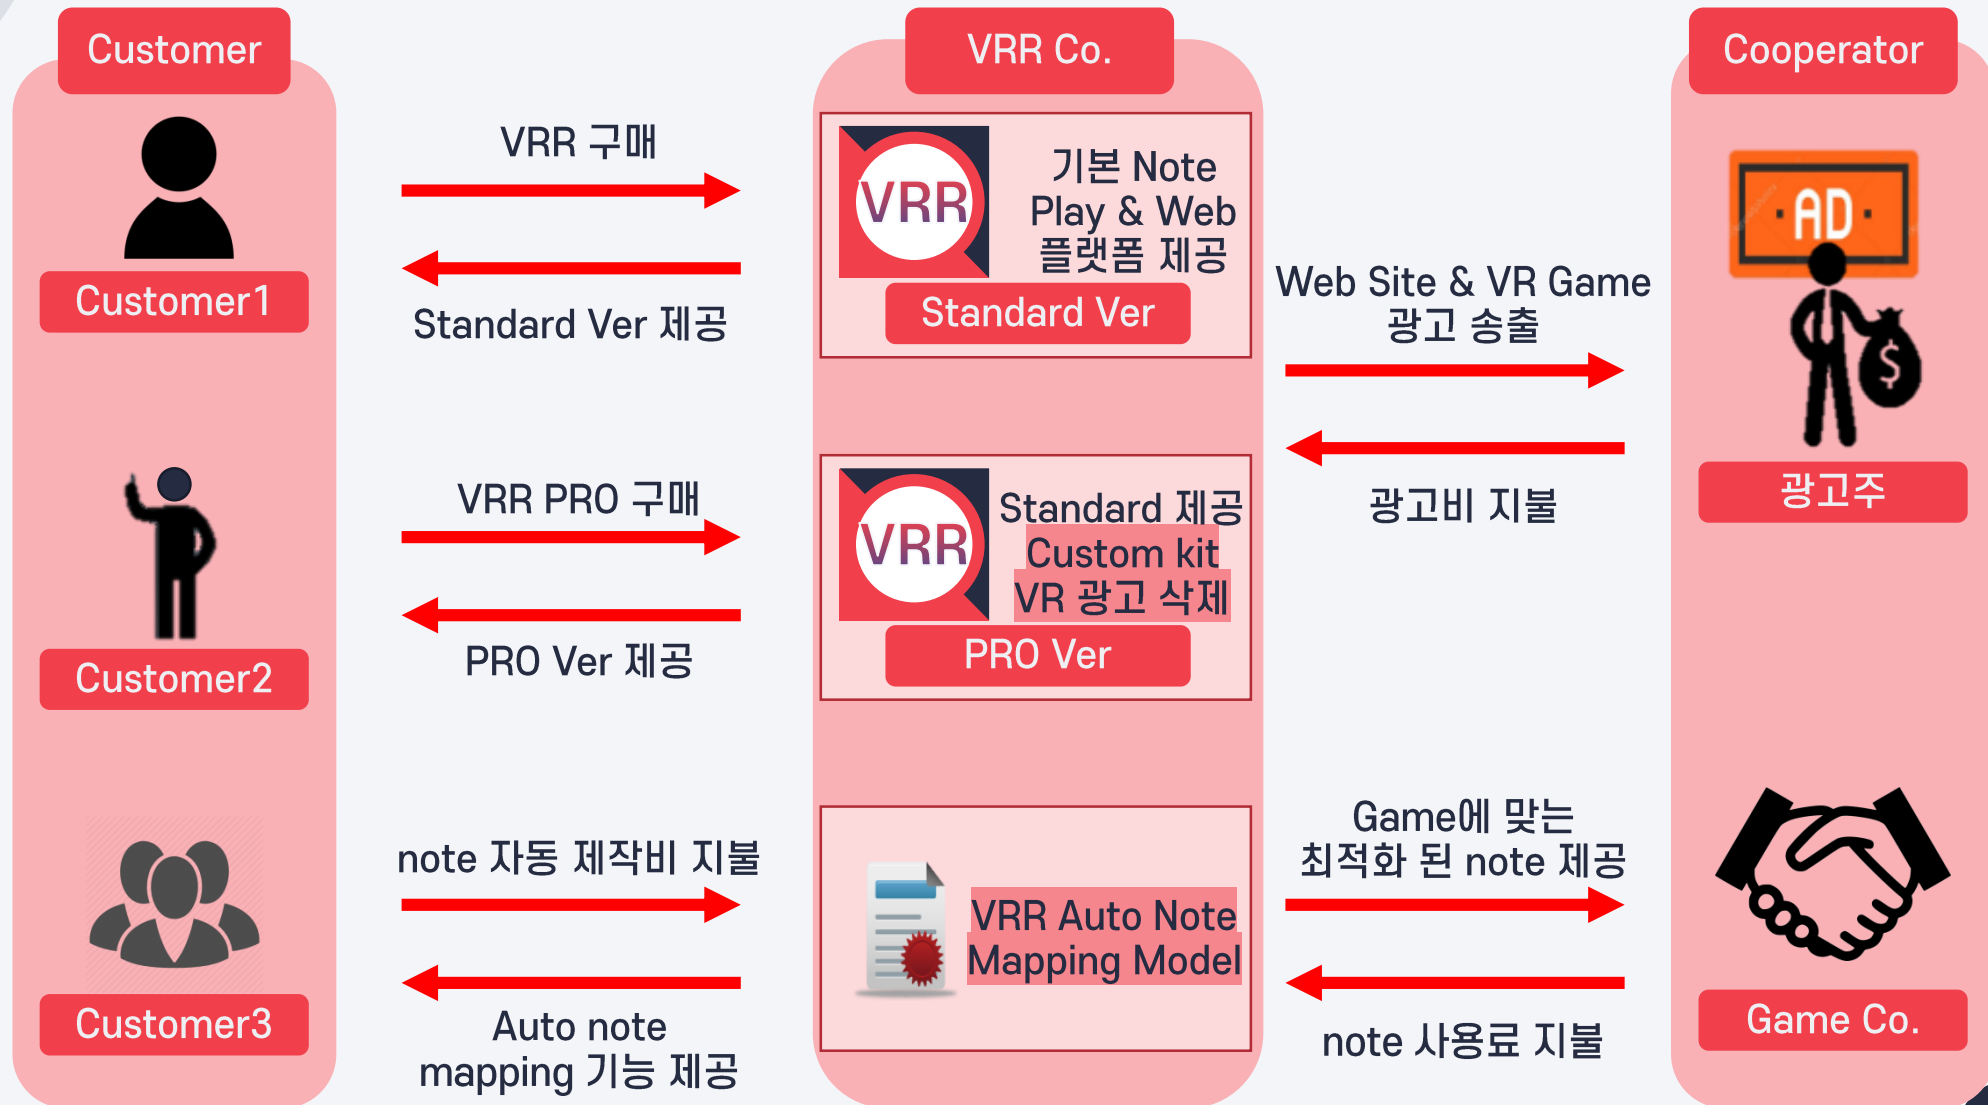 Customer
VRR Co.
Cooperator
VRR 구매
Standard Ver 제공
Customer1
VRR
기본 Note
Play & Web
플랫폼 제공
Standard Ver
Web Site & VR Game
광고 송출
광고비 지불
AD
$
광고주
VRR PRO 구매
PRO Ver 제공
Customer2
VRR
Standard 제공
Custom kit
VR 광고 삭제
PRO Ver
note 자동 제작비 지불
Auto note
mapping 기능 제공
Customer3
VRR Auto Note
Mapping Model
Game에 맞는
최적화 된 note 제공
note 사용료 지불
Game Co.